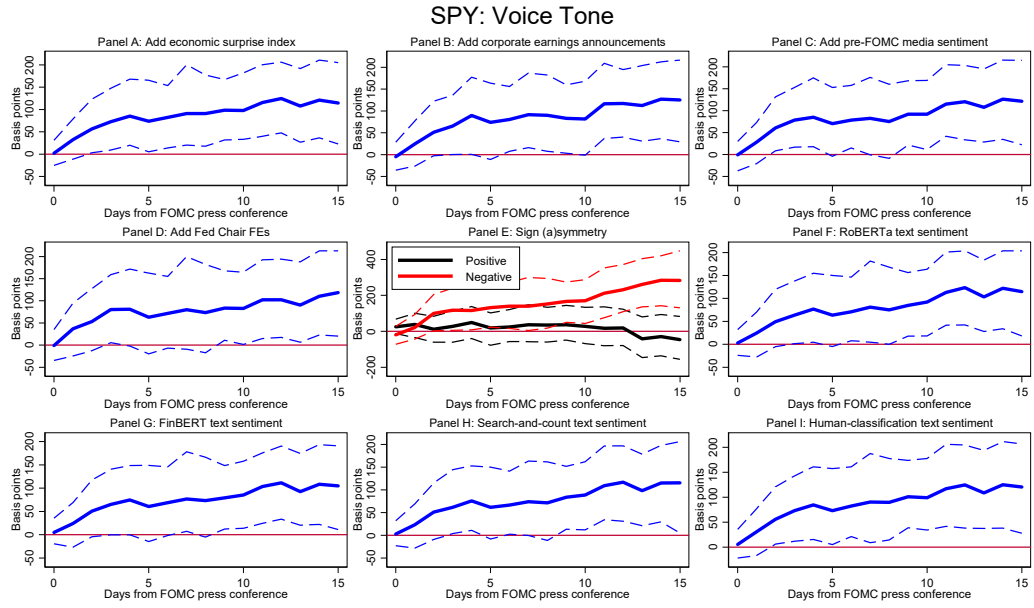 SPY: Voice Tone
Panel A: Add economic surprise index
Basis points
-50 0 50 100 150 200
0 5 10 15
Days from FOMC press conference
Panel B: Add corporate earnings announcements
Basis points
-50 0 50 100 150 200
0 5 10 15
Days from FOMC press conference
Panel C: Add pre-FOMC media sentiment
Basis points
-50 0 50 100 150 200
0 5 10 15
Days from FOMC press conference
Panel D: Add Fed Chair FEs
Basis points
-50 0 50 100 150 200
0 5 10 15
Days from FOMC press conference
Panel E: Sign (a)symmetry
Positive
Negative
Basis points
-200 0 200 400
0 5 10 15
Days from FOMC press conference
Panel F: RoBERTa text sentiment
Basis points
-50 0 50 100 150 200
0 5 10 15
Days from FOMC press conference
Panel G: FinBERT text sentiment
Basis points
-50 0 50 100 150 200
0 5 10 15
Days from FOMC press conference
Panel H: Search-and-count text sentiment
Basis points
-50 0 50 100 150 200
0 5 10 15
Days from FOMC press conference
Panel I: Human-classification text sentiment
Basis points
0 50 100 150 200
0 5 10 15
Days from FOMC press conference